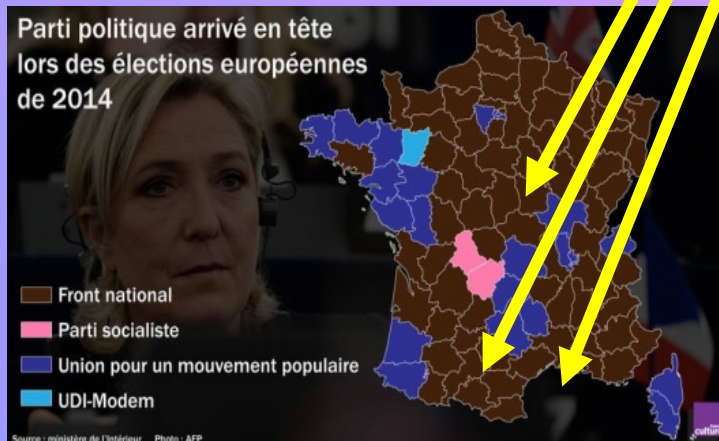 Parti politique arrivé en tête
lors des élections européennes
de 2014
Front national
Parti socialiste
Union pour un mouvement populaire
UDI-Modem
Source : ministère de l'Intérieur Photo : AFP
culture